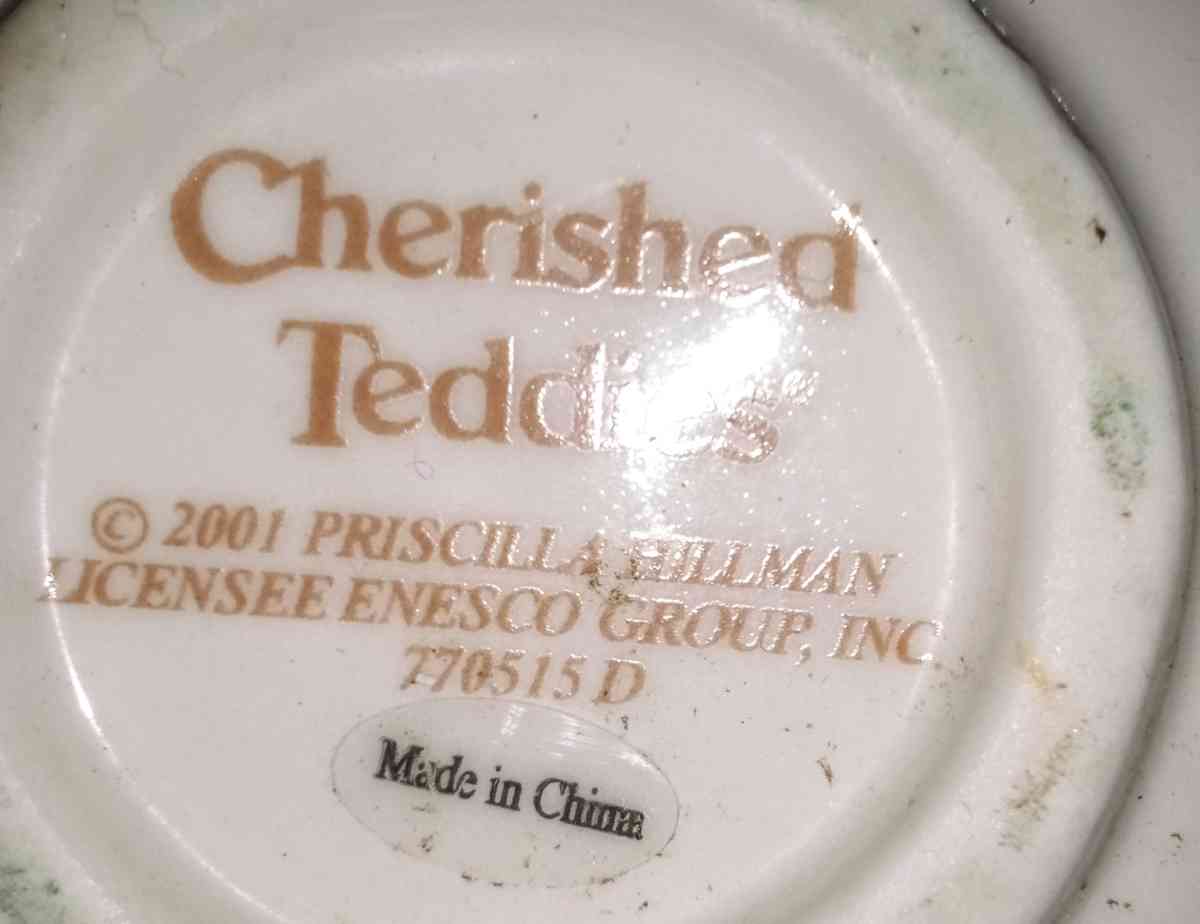 Cherished
Teddies
© 2001 PRISCILLA HILLMAN
LICENSEE ENESCO GROUP, INC.
770515 D
Made in China